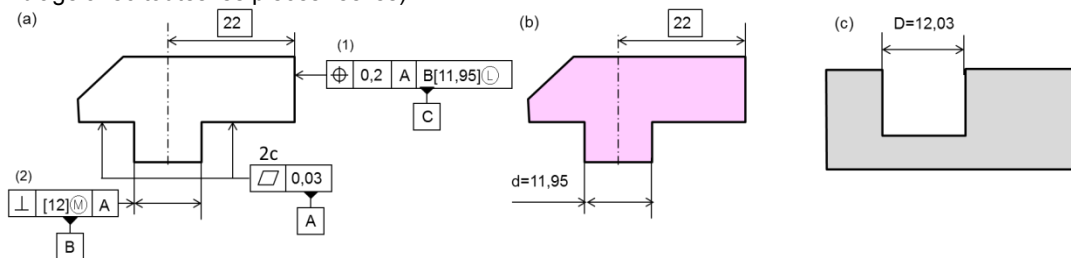 (a)
22
(1)
⌖ 0,2 A B[11,95]Ⓛ
C
2c
⏥ 0,03
A
(2)
⊥ [12]Ⓜ A
B
(b)
22
d=11,95
(c)
D=12,03